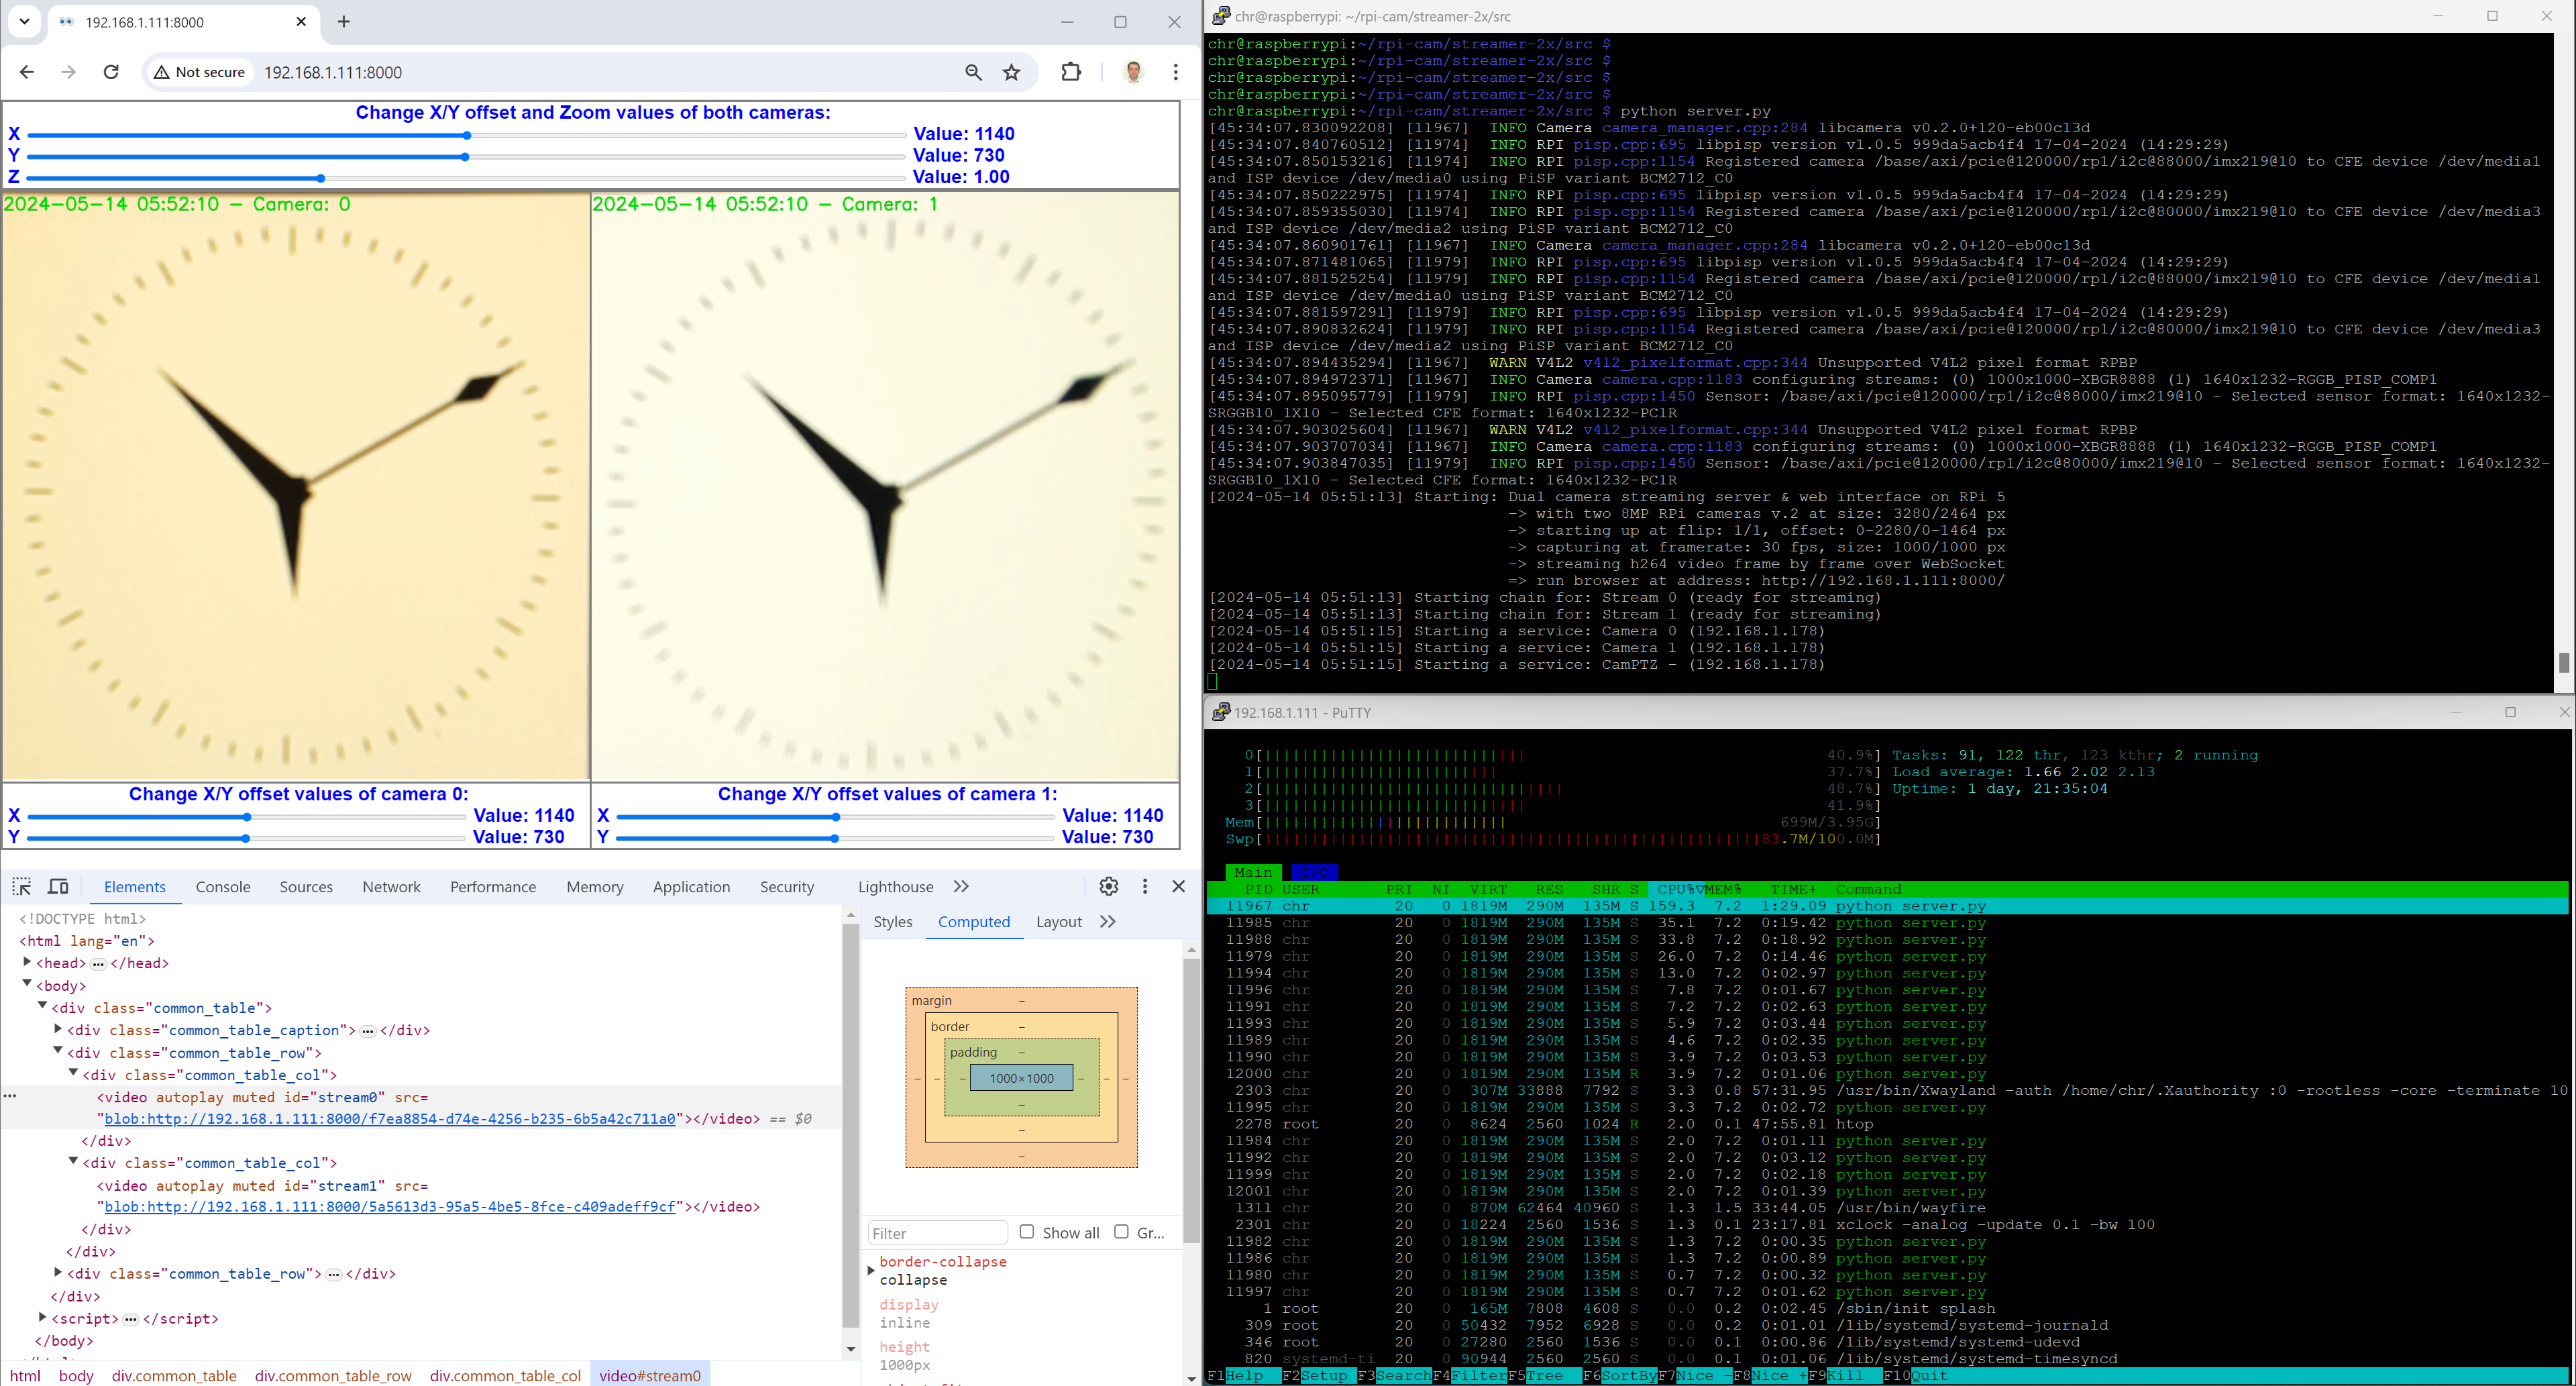 192.168.1.111:8000
Not secure 192.168.1.111:8000
Change X/Y offset and Zoom values of both cameras:
X Value: 1140
Y Value: 730
Z Value: 1.00
2024-05-14 05:52:10 - Camera: 0
2024-05-14 05:52:10 - Camera: 1
Change X/Y offset values of camera 0:
X Value: 1140
Y Value: 730
Change X/Y offset values of camera 1:
X Value: 1140
Y Value: 730
Elements Console Sources Network Performance Memory Application Security Lighthouse
<!DOCTYPE html>
<html lang="en">
<head> ••• </head>
<body>
<div class="common_table">
<div class="common_table_caption"> ••• </div>
<div class="common_table_row">
<div class="common_table_col">
<video autoplay muted id="stream0" src=
"blob:http://192.168.1.111:8000/f7ea8854-d74e-4256-b235-6b5a42c711a0"></video> == $0
</div>
<div class="common_table_col">
<video autoplay muted id="stream1" src=
"blob:http://192.168.1.111:8000/5a5613d3-95a5-4be5-8fce-c409adeff9cf"></video>
</div>
</div>
<div class="common_table_row"> ••• </div>
</div>
<script> ••• </script>
</body>
html body div.common_table div.common_table_row div.common_table_col video#stream0
Styles Computed Layout
margin -
border -
padding -
1000×1000
Filter Show all Gr...
border-collapse
collapse
display
inline
height
1000px
chr@raspberrypi: ~/rpi-cam/streamer-2x/src
chr@raspberrypi:~/rpi-cam/streamer-2x/src $
chr@raspberrypi:~/rpi-cam/streamer-2x/src $
chr@raspberrypi:~/rpi-cam/streamer-2x/src $
chr@raspberrypi:~/rpi-cam/streamer-2x/src $
chr@raspberrypi:~/rpi-cam/streamer-2x/src $ python server.py
[45:34:07.830092208] [11967] INFO Camera camera_manager.cpp:284 libcamera v0.2.0+120-eb00c13d
[45:34:07.840760512] [11974] INFO RPI pisp.cpp:695 libpisp version v1.0.5 999da5acb4f4 17-04-2024 (14:29:29)
[45:34:07.850153216] [11974] INFO RPI pisp.cpp:1154 Registered camera /base/axi/pcie@120000/rp1/i2c@88000/imx219@10 to CFE device /dev/media1
and ISP device /dev/media0 using PiSP variant BCM2712_C0
[45:34:07.850222975] [11974] INFO RPI pisp.cpp:695 libpisp version v1.0.5 999da5acb4f4 17-04-2024 (14:29:29)
[45:34:07.859355030] [11974] INFO RPI pisp.cpp:1154 Registered camera /base/axi/pcie@120000/rp1/i2c@80000/imx219@10 to CFE device /dev/media3
and ISP device /dev/media2 using PiSP variant BCM2712_C0
[45:34:07.860901761] [11967] INFO Camera camera_manager.cpp:284 libcamera v0.2.0+120-eb00c13d
[45:34:07.871481065] [11979] INFO RPI pisp.cpp:695 libpisp version v1.0.5 999da5acb4f4 17-04-2024 (14:29:29)
[45:34:07.881525254] [11979] INFO RPI pisp.cpp:1154 Registered camera /base/axi/pcie@120000/rp1/i2c@88000/imx219@10 to CFE device /dev/media1
and ISP device /dev/media0 using PiSP variant BCM2712_C0
[45:34:07.881597291] [11979] INFO RPI pisp.cpp:695 libpisp version v1.0.5 999da5acb4f4 17-04-2024 (14:29:29)
[45:34:07.890832624] [11979] INFO RPI pisp.cpp:1154 Registered camera /base/axi/pcie@120000/rp1/i2c@80000/imx219@10 to CFE device /dev/media3
and ISP device /dev/media2 using PiSP variant BCM2712_C0
[45:34:07.894435294] [11967] WARN V4L2 v4l2_pixelformat.cpp:344 Unsupported V4L2 pixel format RPBP
[45:34:07.894972371] [11967] INFO Camera camera.cpp:1183 configuring streams: (0) 1000x1000-XBGR8888 (1) 1640x1232-RGGB_PISP_COMP1
[45:34:07.895095779] [11979] INFO RPI pisp.cpp:1450 Sensor: /base/axi/pcie@120000/rp1/i2c@88000/imx219@10 - Selected sensor format: 1640x1232-
SRGGB10_1X10 - Selected CFE format: 1640x1232-PC1R
[45:34:07.903025604] [11967] WARN V4L2 v4l2_pixelformat.cpp:344 Unsupported V4L2 pixel format RPBP
[45:34:07.903707034] [11967] INFO Camera camera.cpp:1183 configuring streams: (0) 1000x1000-XBGR8888 (1) 1640x1232-RGGB_PISP_COMP1
[45:34:07.903847035] [11979] INFO RPI pisp.cpp:1450 Sensor: /base/axi/pcie@120000/rp1/i2c@80000/imx219@10 - Selected sensor format: 1640x1232-
SRGGB10_1X10 - Selected CFE format: 1640x1232-PC1R
[2024-05-14 05:51:13] Starting: Dual camera streaming server & web interface on RPi 5
-> with two 8MP RPi cameras v.2 at size: 3280/2464 px
-> starting up at flip: 1/1, offset: 0-2280/0-1464 px
-> capturing at framerate: 30 fps, size: 1000/1000 px
-> streaming h264 video frame by frame over WebSocket
=> run browser at address: http://192.168.1.111:8000/
[2024-05-14 05:51:13] Starting chain for: Stream 0 (ready for streaming)
[2024-05-14 05:51:13] Starting chain for: Stream 1 (ready for streaming)
[2024-05-14 05:51:15] Starting a service: Camera 0 (192.168.1.178)
[2024-05-14 05:51:15] Starting a service: Camera 1 (192.168.1.178)
[2024-05-14 05:51:15] Starting a service: CamPTZ - (192.168.1.178)
192.168.1.111 - PuTTY
0[ 40.9%] Tasks: 91, 122 thr, 123 kthr; 2 running
1[ 37.7%] Load average: 1.66 2.02 2.13
2[ 48.7%] Uptime: 1 day, 21:35:04
3[ 41.9%]
Mem[ 699M/3.95G]
Swp[ 83.7M/100.0M]
Main I/O
PID USER PRI NI VIRT RES SHR S CPU%▽MEM% TIME+ Command
11967 chr 20 0 1819M 290M 135M S 159.3 7.2 1:29.09 python server.py
11985 chr 20 0 1819M 290M 135M S 35.1 7.2 0:19.42 python server.py
11988 chr 20 0 1819M 290M 135M S 33.8 7.2 0:18.92 python server.py
11979 chr 20 0 1819M 290M 135M S 26.0 7.2 0:14.46 python server.py
11994 chr 20 0 1819M 290M 135M S 13.0 7.2 0:02.97 python server.py
11996 chr 20 0 1819M 290M 135M S 7.8 7.2 0:01.67 python server.py
11991 chr 20 0 1819M 290M 135M S 7.2 7.2 0:02.63 python server.py
11993 chr 20 0 1819M 290M 135M S 5.9 7.2 0:03.44 python server.py
11989 chr 20 0 1819M 290M 135M S 4.6 7.2 0:02.35 python server.py
11990 chr 20 0 1819M 290M 135M S 3.9 7.2 0:03.53 python server.py
12000 chr 20 0 1819M 290M 135M R 3.9 7.2 0:01.06 python server.py
2303 chr 20 0 307M 33888 7792 S 3.3 0.8 57:31.95 /usr/bin/Xwayland -auth /home/chr/.Xauthority :0 -rootless -core -terminate 10
11995 chr 20 0 1819M 290M 135M S 3.3 7.2 0:02.72 python server.py
2278 root 20 0 8624 2560 1024 R 2.0 0.1 47:55.81 htop
11984 chr 20 0 1819M 290M 135M S 2.0 7.2 0:01.11 python server.py
11992 chr 20 0 1819M 290M 135M S 2.0 7.2 0:03.12 python server.py
11999 chr 20 0 1819M 290M 135M S 2.0 7.2 0:02.18 python server.py
12001 chr 20 0 1819M 290M 135M S 2.0 7.2 0:01.39 python server.py
1311 chr 20 0 870M 62464 40960 S 1.3 1.5 33:44.05 /usr/bin/wayfire
2301 chr 20 0 18224 2560 1536 S 1.3 0.1 23:17.81 xclock -analog -update 0.1 -bw 100
11982 chr 20 0 1819M 290M 135M S 1.3 7.2 0:00.35 python server.py
11986 chr 20 0 1819M 290M 135M S 1.3 7.2 0:00.89 python server.py
11980 chr 20 0 1819M 290M 135M S 0.7 7.2 0:00.32 python server.py
11997 chr 20 0 1819M 290M 135M S 0.7 7.2 0:01.62 python server.py
1 root 20 0 165M 7808 4608 S 0.0 0.2 0:02.45 /sbin/init splash
309 root 20 0 50432 7952 6928 S 0.0 0.2 0:01.01 /lib/systemd/systemd-journald
346 root 20 0 27280 2560 1536 S 0.0 0.1 0:00.86 /lib/systemd/systemd-udevd
820 systemd-ti 20 0 90944 2560 2560 S 0.0 0.1 0:01.06 /lib/systemd/systemd-timesyncd
F1Help F2Setup F3SearchF4FilterF5Tree F6SortByF7Nice -F8Nice +F9Kill F10Quit